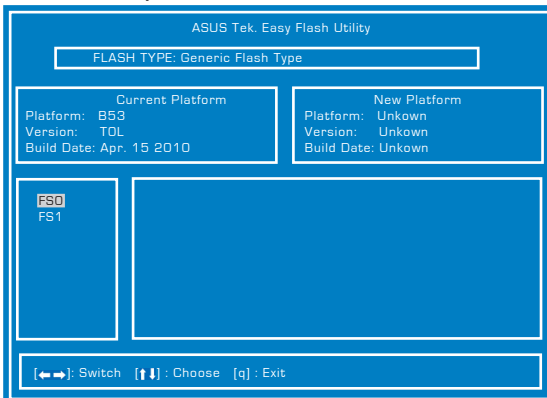 ASUS Tek. Easy Flash Utility
FLASH TYPE: Generic Flash Type
Current Platform
Platform: B53
Version: TOL
Build Date: Apr. 15 2010
New Platform
Platform: Unkown
Version: Unkown
Build Date: Unkown
FS0
FS1
[←→]: Switch [↑↓] : Choose [q] : Exit